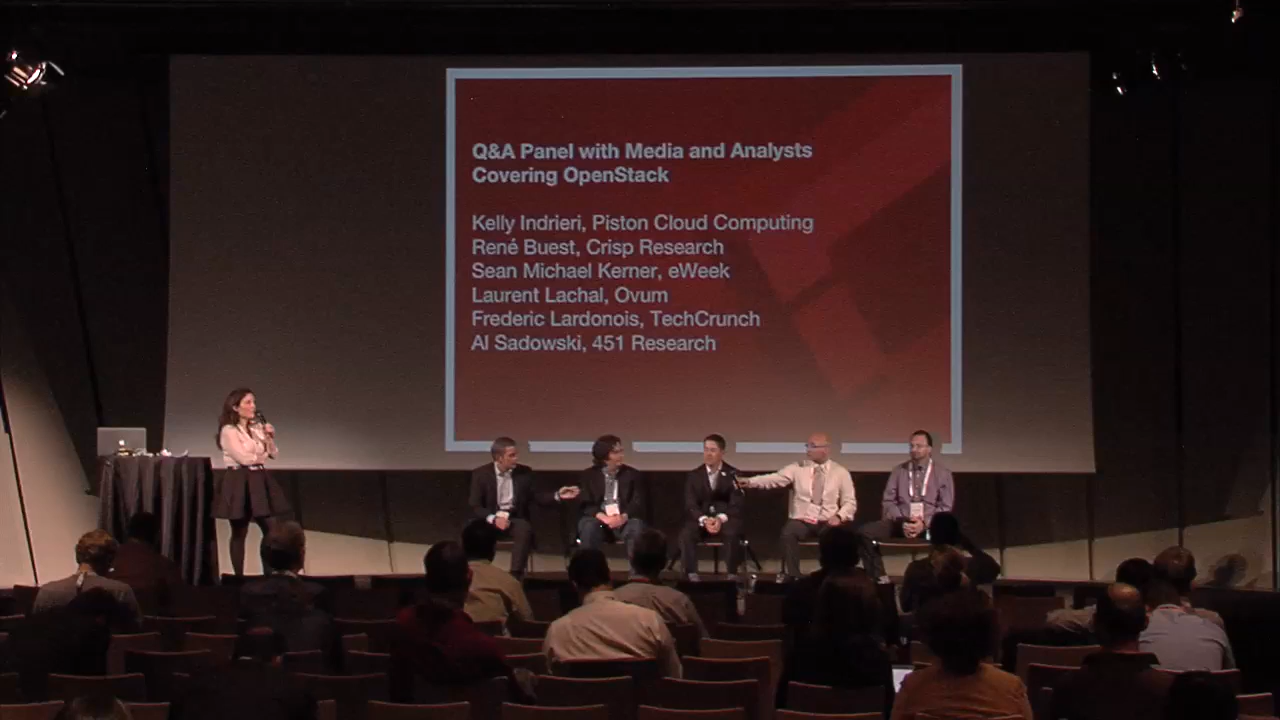 Q&A Panel with Media and Analysts
Covering OpenStack
Kelly Indrieri, Piston Cloud Computing
René Buest, Crisp Research
Sean Michael Kerner, eWeek
Laurent Lachal, Ovum
Frederic Lardonois, TechCrunch
Al Sadowski, 451 Research